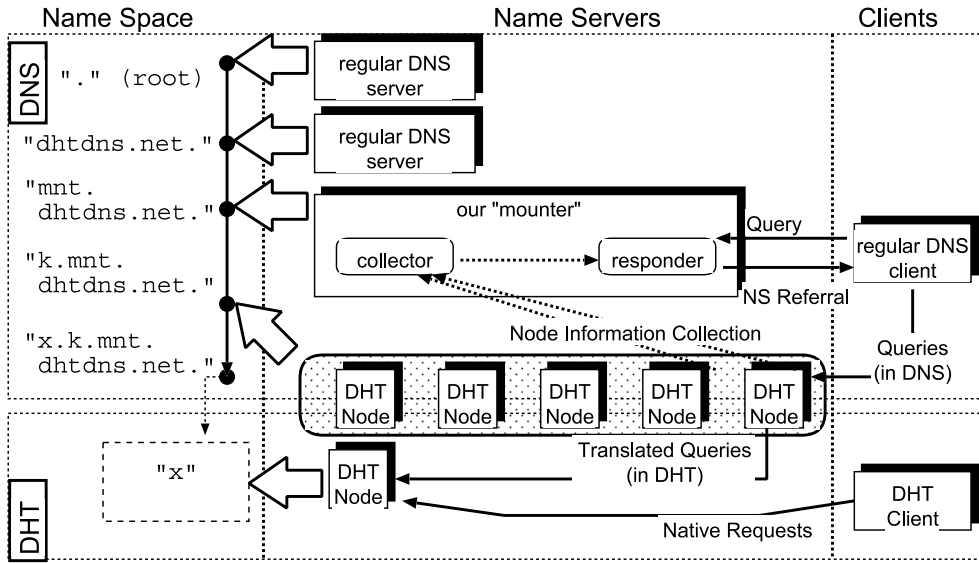 Name Space
Name Servers
Clients
DNS
"." (root)
regular DNS
server
"dhtdns.net."
regular DNS
server
"mnt.
dhtdns.net."
our "mounter"
collector
responder
Query
regular DNS
client
NS Referral
"k.mnt.
dhtdns.net."
Node Information Collection
"x.k.mnt.
dhtdns.net."
Queries
(in DNS)
DHT
Node
DHT
Node
DHT
Node
DHT
Node
DHT
Node
Translated Queries
(in DHT)
DHT
"x"
DHT
Node
DHT
Client
Native Requests